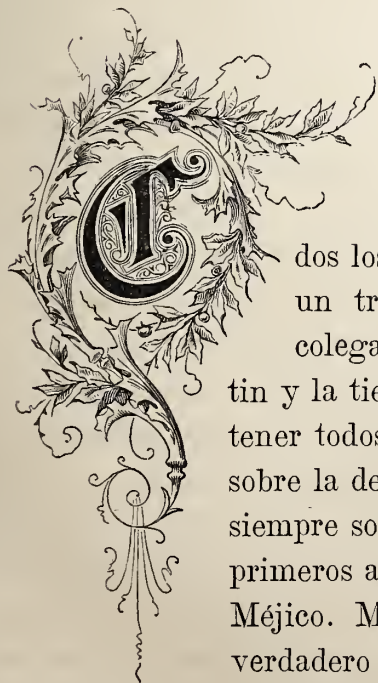 T
dos los
un tr
colega
tin y la tie
tener todos
sobre la de
siempre so
primeros a
Méjico. M
verdadero